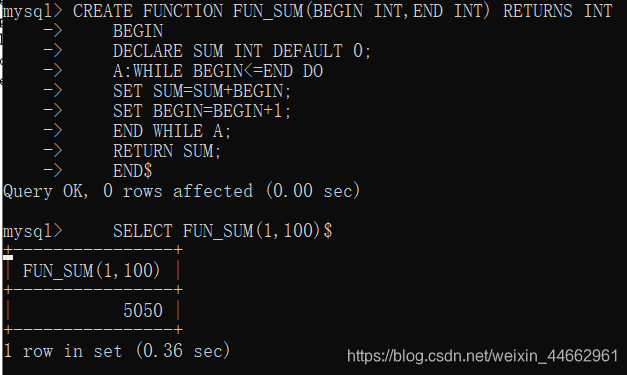 mysql> CREATE FUNCTION FUN_SUM(BEGIN INT,END INT) RETURNS INT
    ->     BEGIN
    ->     DECLARE SUM INT DEFAULT 0;
    ->     A:WHILE BEGIN<=END DO
    ->     SET SUM=SUM+BEGIN;
    ->     SET BEGIN=BEGIN+1;
    ->     END WHILE A;
    ->     RETURN SUM;
    ->     END$
Query OK, 0 rows affected (0.00 sec)
mysql>     SELECT FUN_SUM(1,100)$
+----------------+
| FUN_SUM(1,100) |
+----------------+
|           5050 |
+----------------+
1 row in set (0.36 sec)
https://blog.csdn.net/weixin_44662961